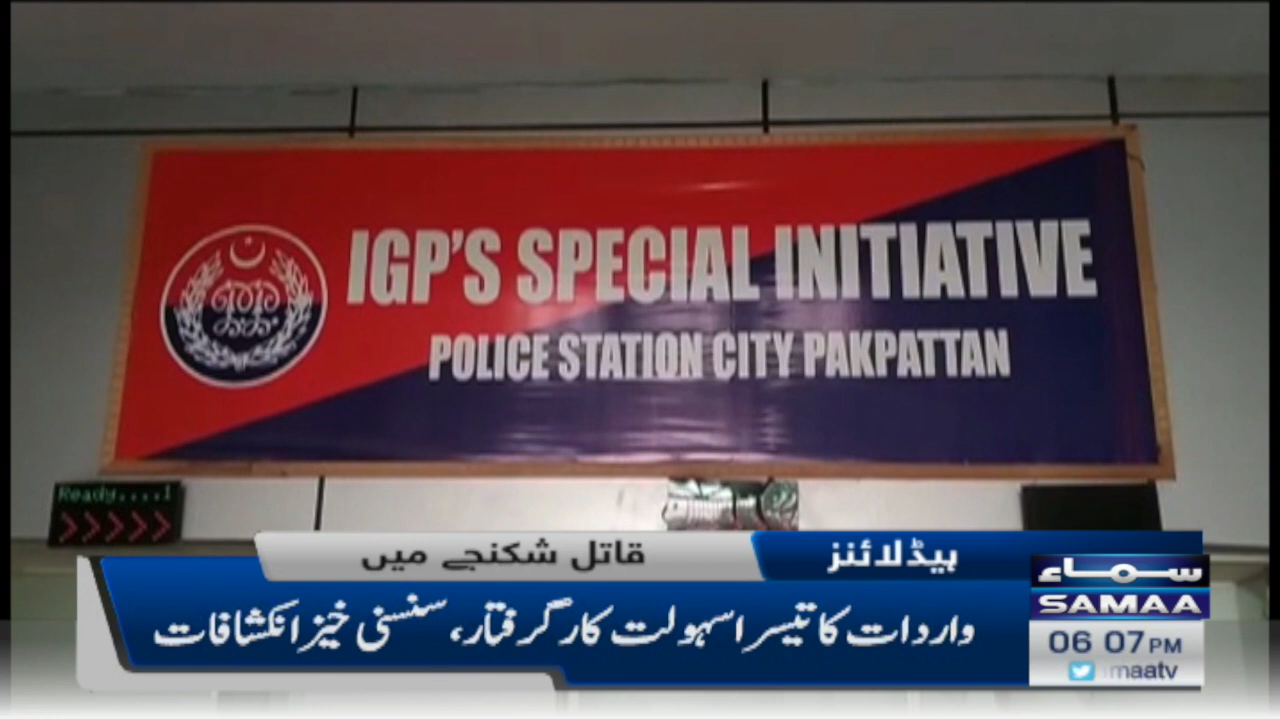 IGP'S SPECIAL INITIATIVE
POLICE STATION CITY PAKPATTAN
Ready....1
>>>>>
ہیڈلائنز
قاتل شکنجے میں
واردات کا تیسرا سہولت کار گرفتار، سنسنی خیز انکشافات
سماء
SAMAA
06 07 PM
maatv